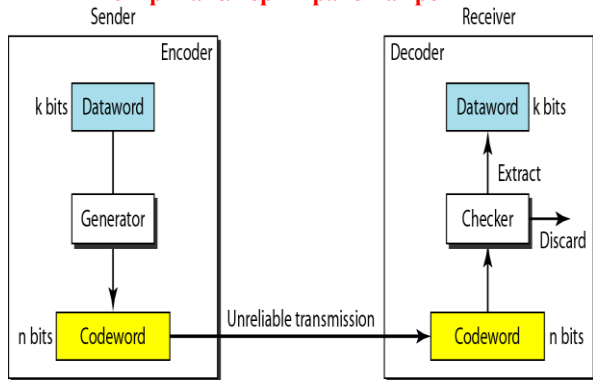 Sender
Receiver
Encoder
Decoder
k bits
Dataword
Dataword
k bits
Extract
Generator
Checker
Discard
Unreliable transmission
n bits
Codeword
Codeword
n bits